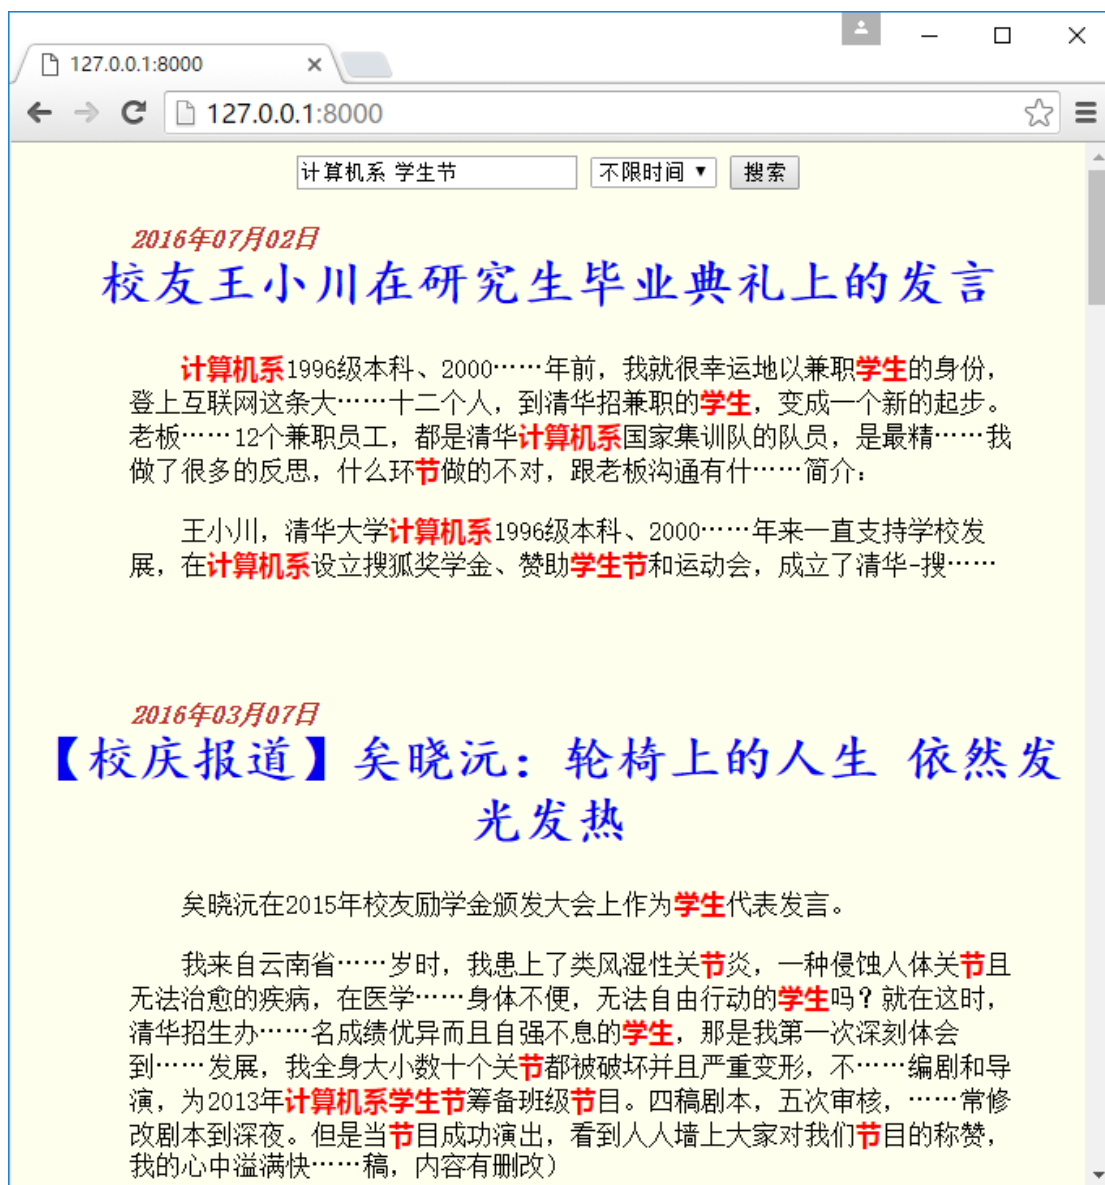 127.0.0.1:8000
127.0.0.1:8000
计算机系 学生节 不限时间 搜索
2016年07月02日
校友王小川在研究生毕业典礼上的发言
计算机系1996级本科、2000……年前，我就很幸运地以兼职学生的身份，
登上互联网这条大……十二个人，到清华招兼职的学生，变成一个新的起步。
老板……12个兼职员工，都是清华计算机系国家集训队的队员，是最精……我
做了很多的反思，什么环节做的不对，跟老板沟通有什……简介：
王小川，清华大学计算机系1996级本科、2000……年来一直支持学校发
展，在计算机系设立搜狐奖学金、赞助学生节和运动会，成立了清华-搜……
2016年03月07日
【校庆报道】矣晓沅：轮椅上的人生 依然发
光发热
矣晓沅在2015年校友励学金颁发大会上作为学生代表发言。
我来自云南省……岁时，我患上了类风湿性关节炎，一种侵蚀人体关节且
无法治愈的疾病，在医学……身体不便，无法自由行动的学生吗？就在这时，
清华招生办……名成绩优异而且自强不息的学生，那是我第一次深刻体会
到……发展，我全身大小数十个关节都被破坏并且严重变形，不……编剧和导
演，为2013年计算机系学生节筹备班级节目。四稿剧本，五次审核，……常修
改剧本到深夜。但是当节目成功演出，看到人人墙上大家对我们节目的称赞，
我的心中溢满快……稿，内容有删改）